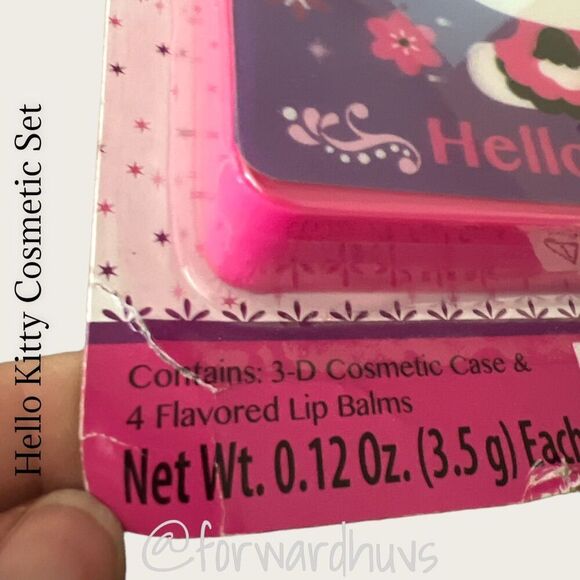 Hello Kitty Cosmetic Set
Hello
Contains: 3-D Cosmetic Case &
4 Flavored Lip Balms
Net Wt. 0.12 Oz. (3.5 g) Each
@forwardhuvs